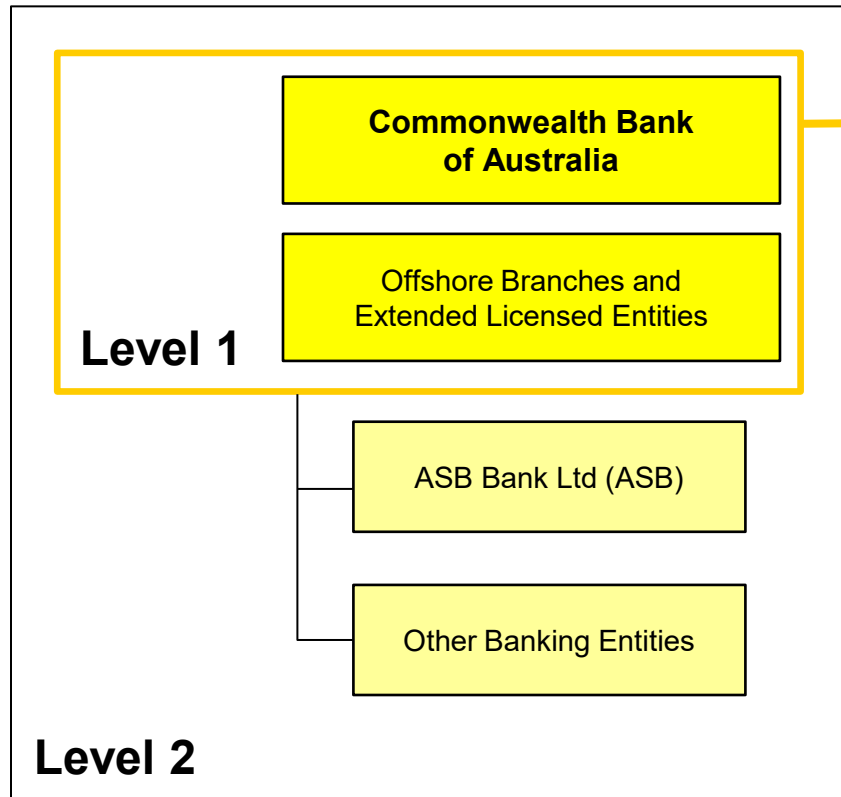 Commonwealth Bank
of Australia
Offshore Branches and
Extended Licensed Entities
Level 1
ASB Bank Ltd (ASB)
Other Banking Entities
Level 2